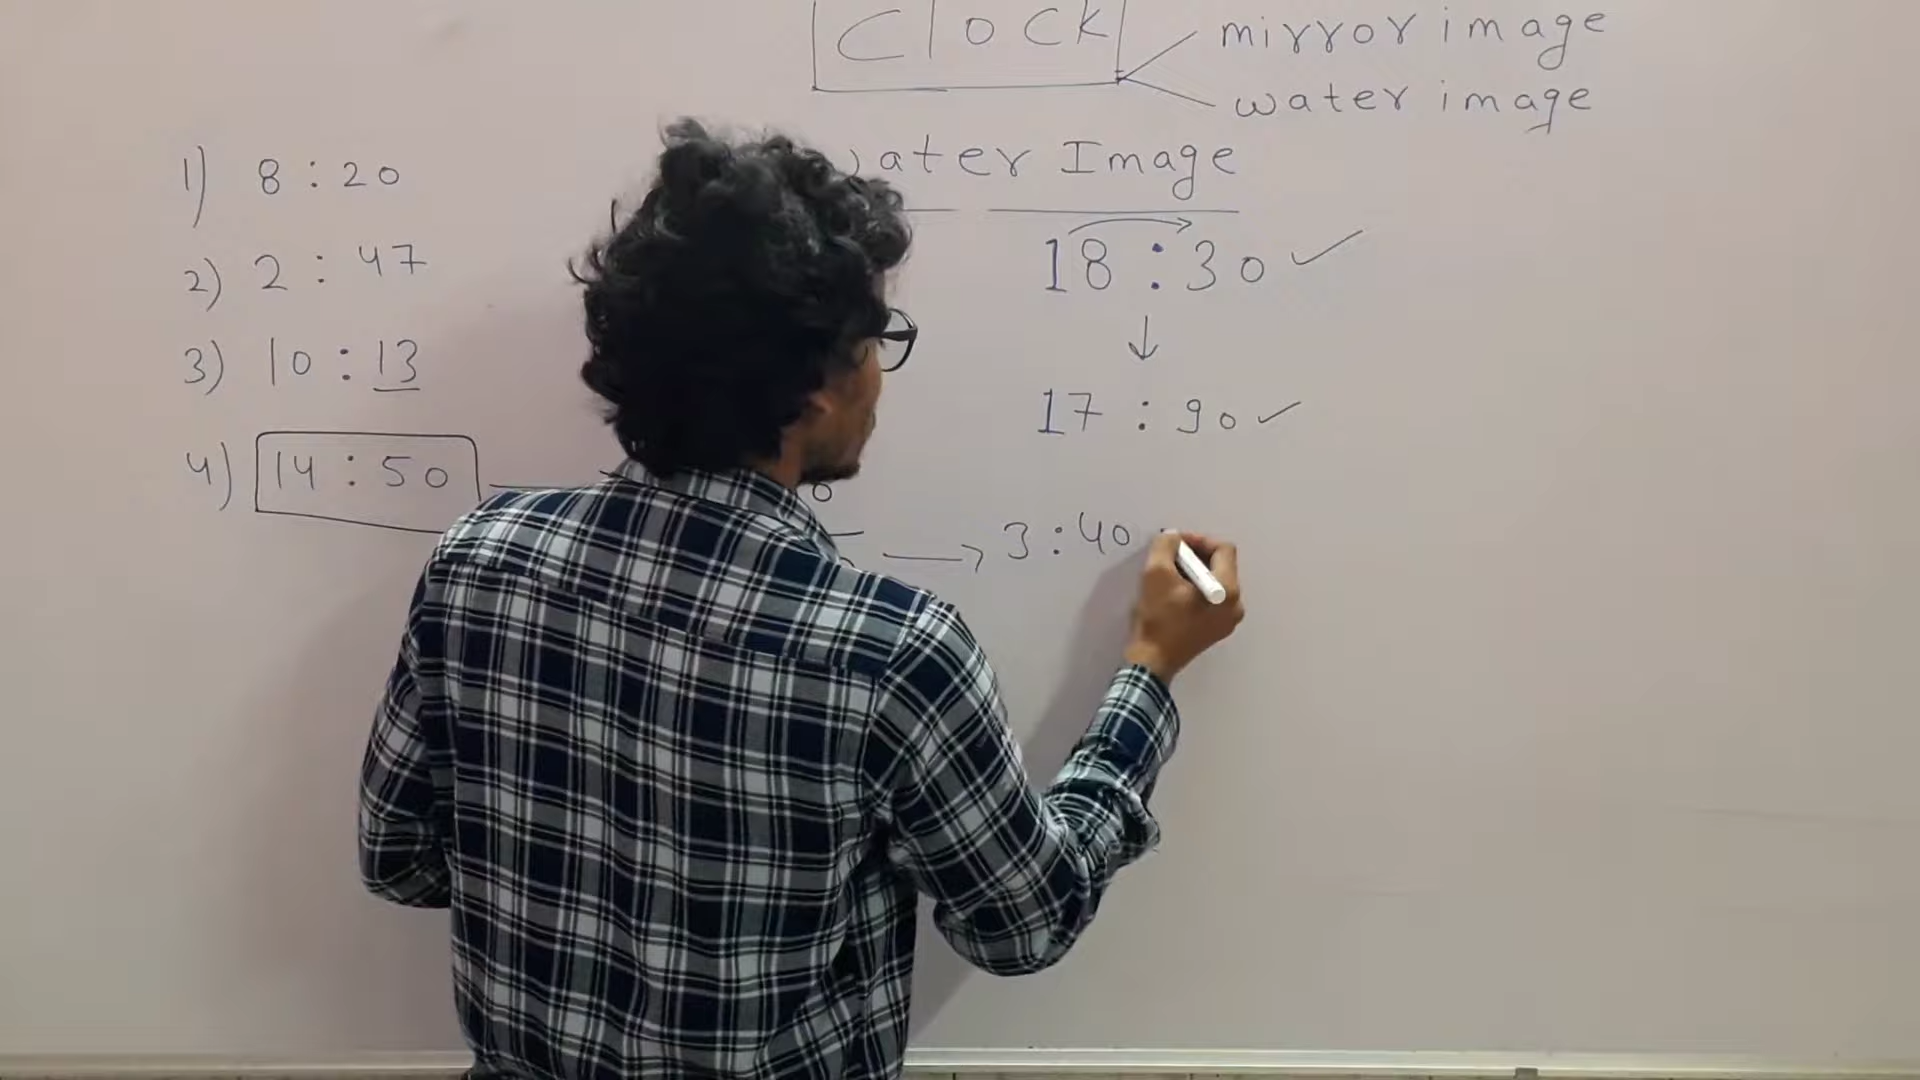 Clock
mirror image
water image
water Image
1) 8 : 20
2) 2 : 47
3) 10 : 13
4) 14 : 50
18 : 30
17 : 90
3 : 40